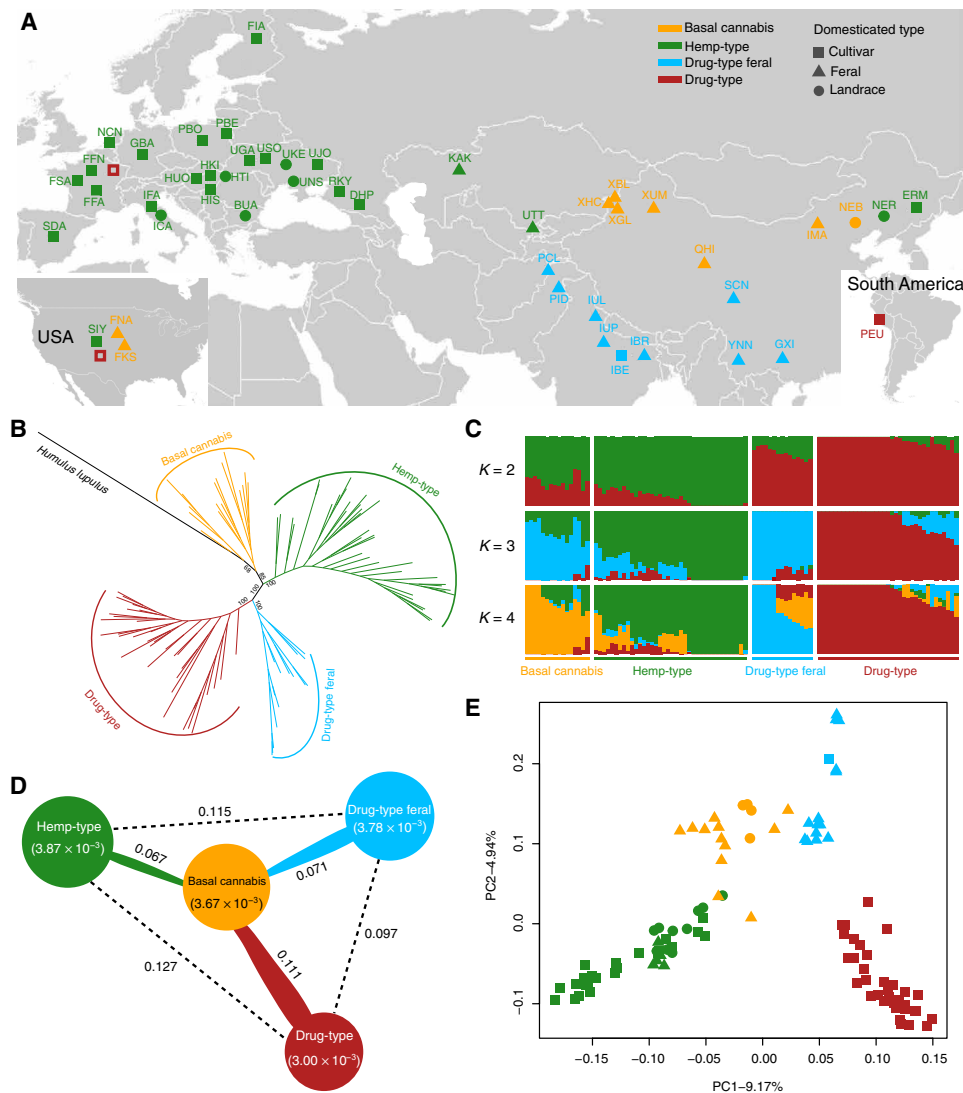 A
Basal cannabis
Hemp-type
Drug-type feral
Drug-type
Domesticated type
Cultivar
Feral
Landrace
FIA
NCN
GBA
PBO
PBE
FFN
FSA
FFA
UGA
USO
UKE
UJO
HKI
HUO
HTI
HIS
UNS
RKY
DHP
IFA
ICA
BUA
SDA
KAK
UTT
XBL
XHC
XGL
XUM
QHI
IMA
NEB
NER
ERM
PCL
PID
IUL
IUP
IBE
IBR
SCN
YNN
GXI
USA
SIY
FNA
FKS
South America
PEU
B
Humulus lupulus
Basal cannabis
Hemp-type
Drug-type
Drug-type feral
68
85
100
100
100
100
C
K = 2
K = 3
K = 4
Basal cannabis
Hemp-type
Drug-type feral
Drug-type
D
Hemp-type
(3.87 × 10⁻³)
Drug-type feral
(3.78 × 10⁻³)
Basal cannabis
(3.67 × 10⁻³)
Drug-type
(3.00 × 10⁻³)
0.115
0.067
0.071
0.111
0.097
0.127
E
PC2–4.94%
0.2
0.1
0.0
−0.1
−0.15
−0.10
−0.05
0.00
0.05
0.10
0.15
PC1–9.17%